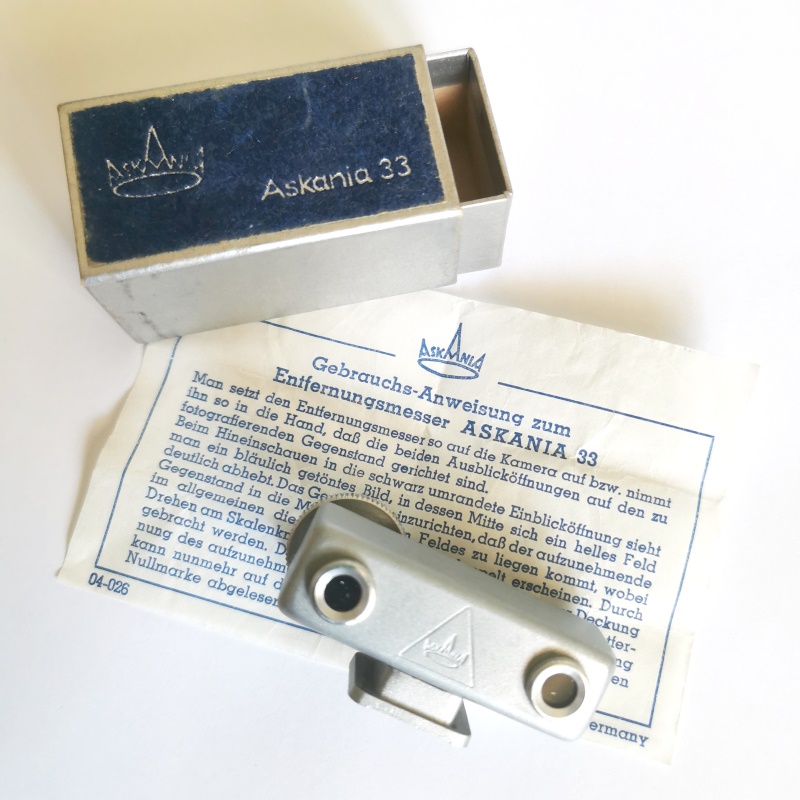 ASKANIA
Askania 33
ASKANIA
Gebrauchs-Anweisung zum
Entfernungsmesser ASKANIA 33
Man setzt den Entfernungsmesser so auf die Kamera auf bzw. nimmt
ihn so in die Hand, daß die beiden Ausblicköffnungen auf den zu
fotografierenden Gegenstand gerichtet sind.
Beim Hineinschauen in die schwarz umrandete Einblicköffnung sieht
man ein bläulich getöntes Bild, in dessen Mitte sich ein helles Feld
deutlich abhebt. Das einzurichten, daß der aufzunehmende
Gegenstand in die Feldes zu liegen kommt, wobei
im allgemeinen die erscheinen. Durch
Drehen am Deckung
gebracht werden.
nung des
kann nunmehr auf
Nullmarke abgelesen
04-026
ermany
ASKANIA